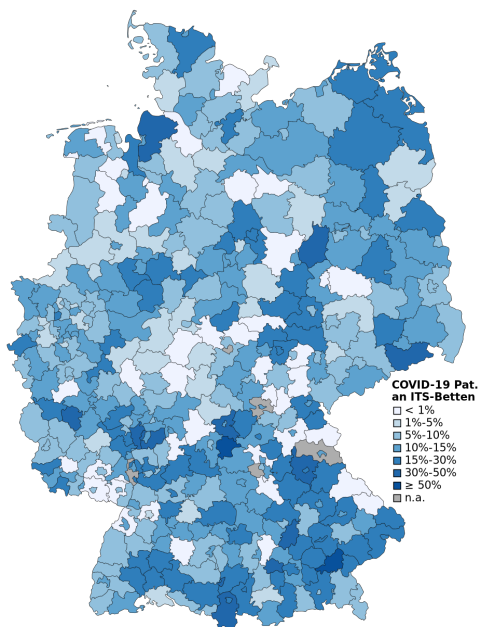 COVID-19 Pat.
an ITS-Betten
< 1%
1%-5%
5%-10%
10%-15%
15%-30%
30%-50%
≥ 50%
n.a.